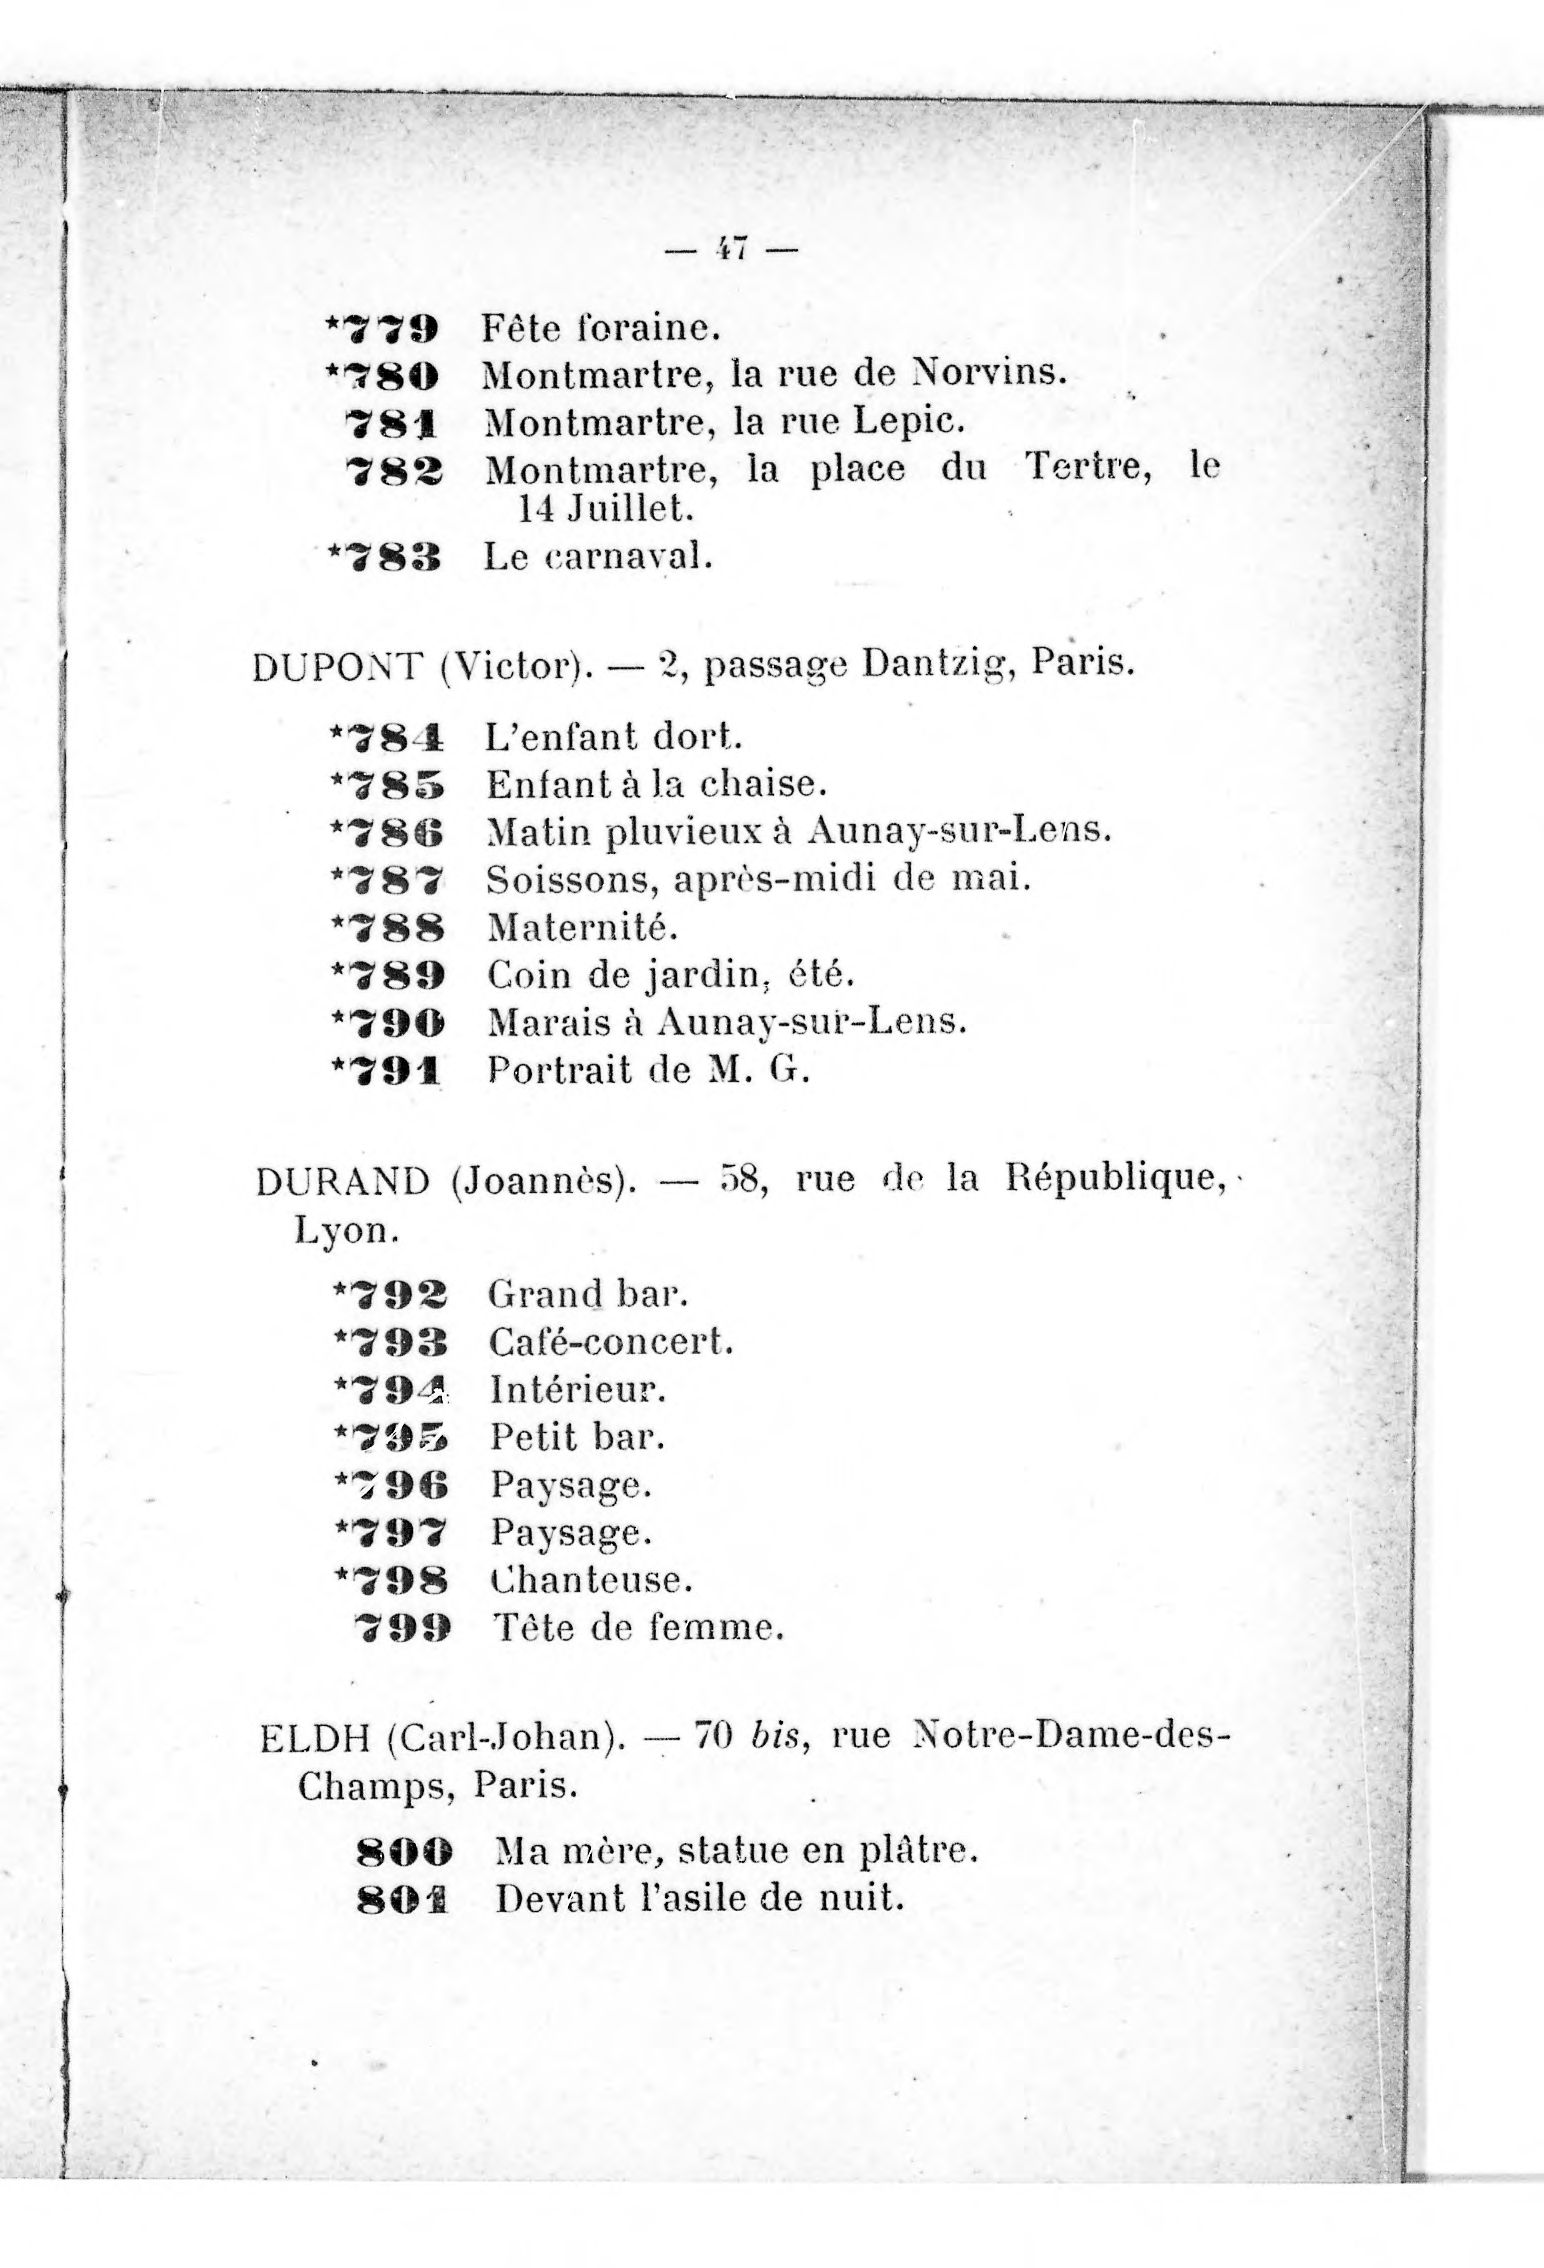 — 47 —
*779 Fête foraine.
*780 Montmartre, la rue de Norvins.
781 Montmartre, la rue Lepic.
782 Montmartre, la place du Tertre, le
14 Juillet.
*783 Le carnaval.
DUPONT (Victor). — 2, passage Dantzig, Paris.
*784 L'enfant dort.
*785 Enfant à la chaise.
*786 Matin pluvieux à Aunay-sur-Lens.
*787 Soissons, après-midi de mai.
*788 Maternité.
*789 Coin de jardin, été.
*790 Marais à Aunay-sur-Lens.
*791 Portrait de M. G.
DURAND (Joannès). — 58, rue de la République,
Lyon.
*792 Grand bar.
*793 Café-concert.
*794 Intérieur.
*795 Petit bar.
*796 Paysage.
*797 Paysage.
*798 Chanteuse.
799 Tête de femme.
ELDH (Carl-Johan). — 70 bis, rue Notre-Dame-des-
Champs, Paris.
800 Ma mère, statue en plâtre.
801 Devant l'asile de nuit.